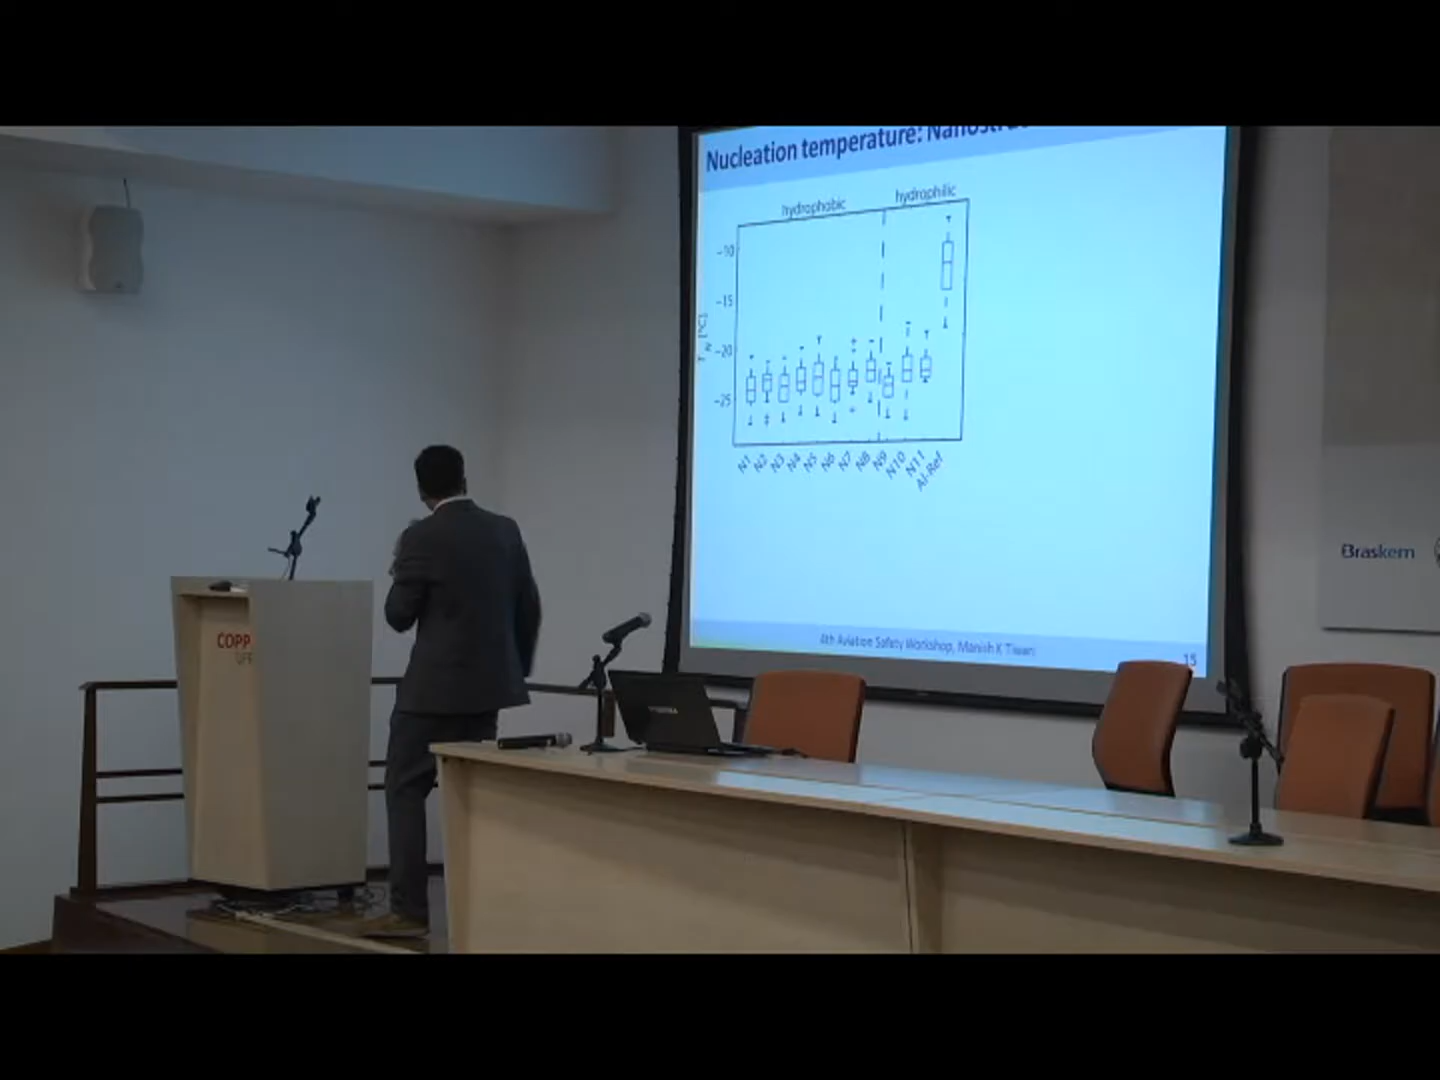 Nucleation temperature:
hydrophobic
hydrophilic
-10
-15
-20
-25
N1
N2
N3
N4
N5
N6
N7
N8
N9
N10
N11
Al-Ref
4th Aviation Safety Workshop, Manish K Tiwari
15
Braskem
COPP
TOSHIBA